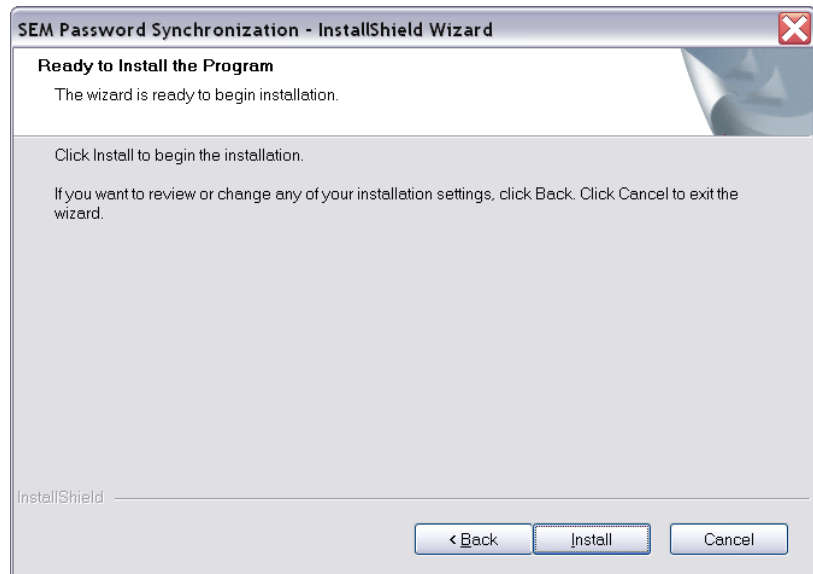 SEM Password Synchronization - InstallShield Wizard
Ready to Install the Program
The wizard is ready to begin installation.
Click Install to begin the installation.
If you want to review or change any of your installation settings, click Back. Click Cancel to exit the
wizard.
InstallShield
< Back Install Cancel